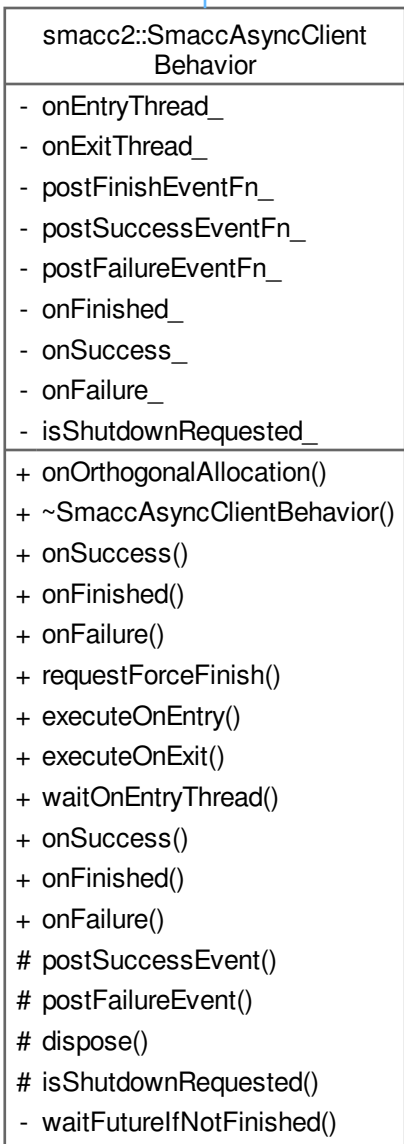 smacc2::SmaccAsyncClient
Behavior
- onEntryThread_
- onExitThread_
- postFinishEventFn_
- postSuccessEventFn_
- postFailureEventFn_
- onFinished_
- onSuccess_
- onFailure_
- isShutdownRequested_
+ onOrthogonalAllocation()
+ ~SmaccAsyncClientBehavior()
+ onSuccess()
+ onFinished()
+ onFailure()
+ requestForceFinish()
+ executeOnEntry()
+ executeOnExit()
+ waitOnEntryThread()
+ onSuccess()
+ onFinished()
+ onFailure()
# postSuccessEvent()
# postFailureEvent()
# dispose()
# isShutdownRequested()
- waitFutureIfNotFinished()